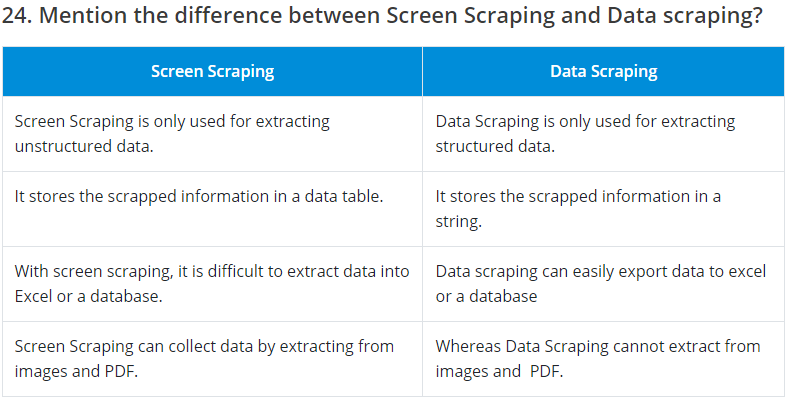 24. Mention the difference between Screen Scraping and Data scraping?
Screen Scraping
Data Scraping
Screen Scraping is only used for extracting
unstructured data.
Data Scraping is only used for extracting
structured data.
It stores the scrapped information in a data table.
It stores the scrapped information in a
string.
With screen scraping, it is difficult to extract data into
Excel or a database.
Data scraping can easily export data to excel
or a database
Screen Scraping can collect data by extracting from
images and PDF.
Whereas Data Scraping cannot extract from
images and  PDF.